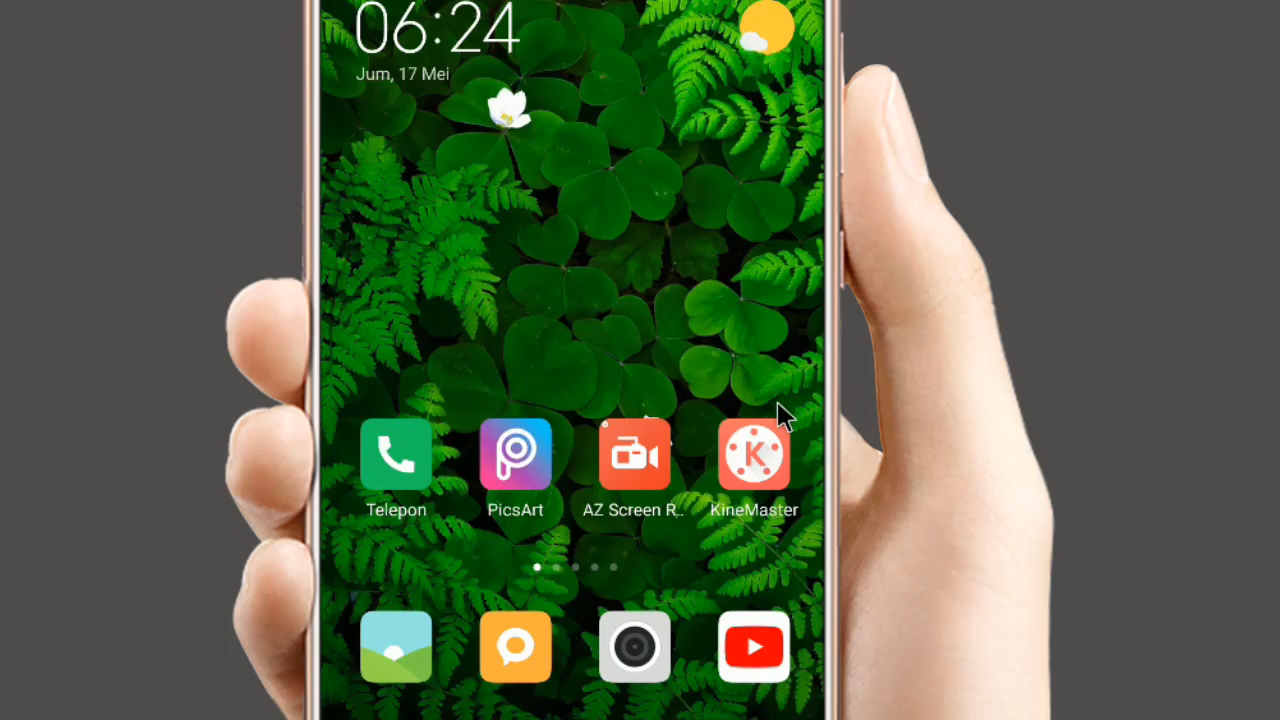 06:24
Jum, 17 Mei
Telepon
PicsArt
AZ Screen R..
KineMaster